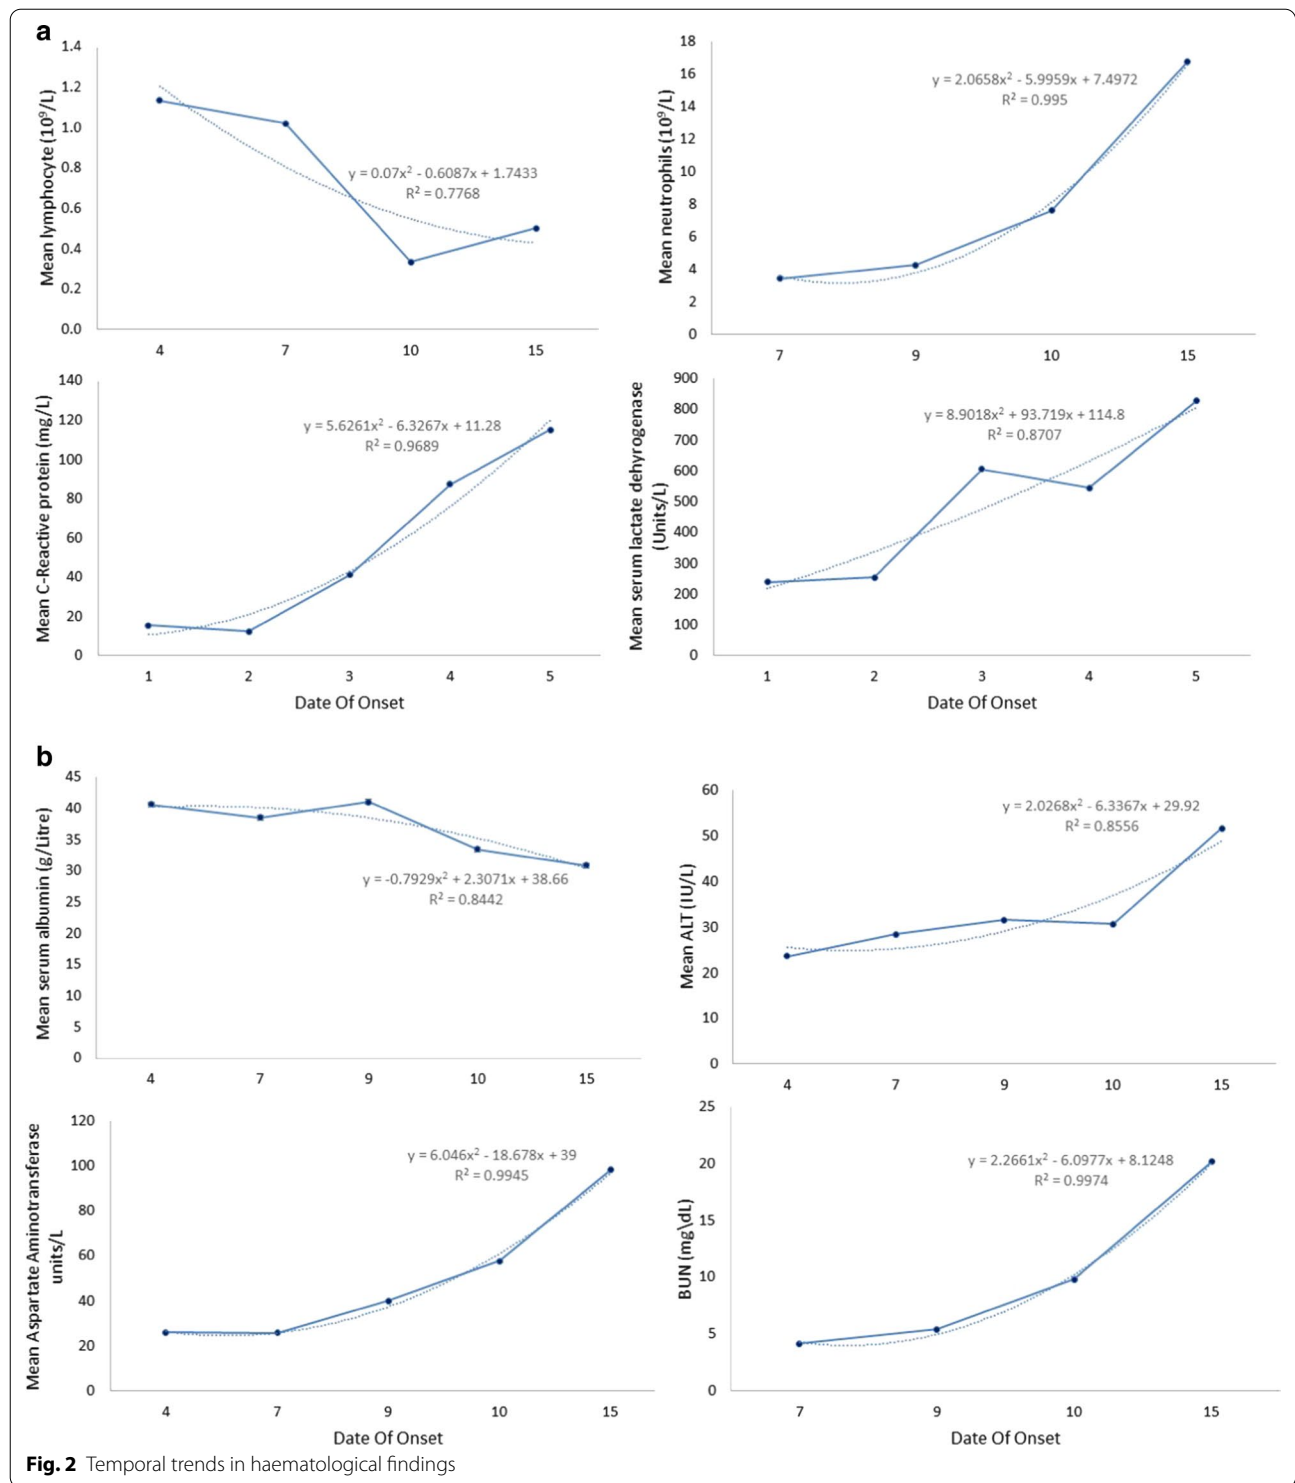 a
Mean lymphocyte (10⁹/L)
1.4
1.2
1.0
0.8
0.6
0.4
0.2
0.0
y = 0.07x² - 0.6087x + 1.7433
R² = 0.7768
4 7 10 15
Mean neutrophils (10⁹/L)
18
16
14
12
10
8
6
4
2
0
y = 2.0658x² - 5.9959x + 7.4972
R² = 0.995
7 9 10 15
Mean C-Reactive protein (mg/L)
140
120
100
80
60
40
20
0
y = 5.6261x² - 6.3267x + 11.28
R² = 0.9689
1 2 3 4 5
Date Of Onset
Mean serum lactate dehyrogenase
(Units/L)
900
800
700
600
500
400
300
200
100
0
y = 8.9018x² + 93.719x + 114.8
R² = 0.8707
1 2 3 4 5
Date Of Onset
b
Mean serum albumin (g/Litre)
45
40
35
30
25
20
15
10
5
0
y = -0.7929x² + 2.3071x + 38.66
R² = 0.8442
4 7 9 10 15
Mean ALT (IU/L)
60
50
40
30
20
10
0
y = 2.0268x² - 6.3367x + 29.92
R² = 0.8556
4 7 9 10 15
Mean Aspartate Aminotransferase
units/L
120
100
80
60
40
20
0
y = 6.046x² - 18.678x + 39
R² = 0.9945
4 7 9 10 15
Date Of Onset
BUN (mg\dL)
25
20
15
10
5
0
y = 2.2661x² - 6.0977x + 8.1248
R² = 0.9974
7 9 10 15
Date Of Onset
Fig. 2 Temporal trends in haematological findings